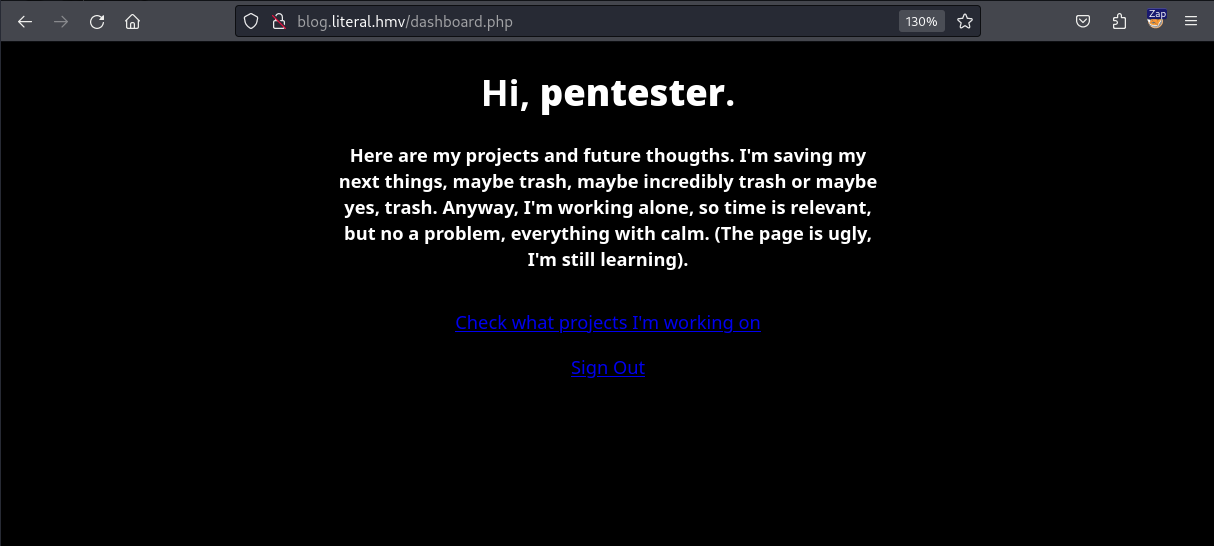 blog.literal.hmv/dashboard.php
130%
Zap
Hi, pentester.
Here are my projects and future thougths. I'm saving my
next things, maybe trash, maybe incredibly trash or maybe
yes, trash. Anyway, I'm working alone, so time is relevant,
but no a problem, everything with calm. (The page is ugly,
I'm still learning).
Check what projects I'm working on
Sign Out